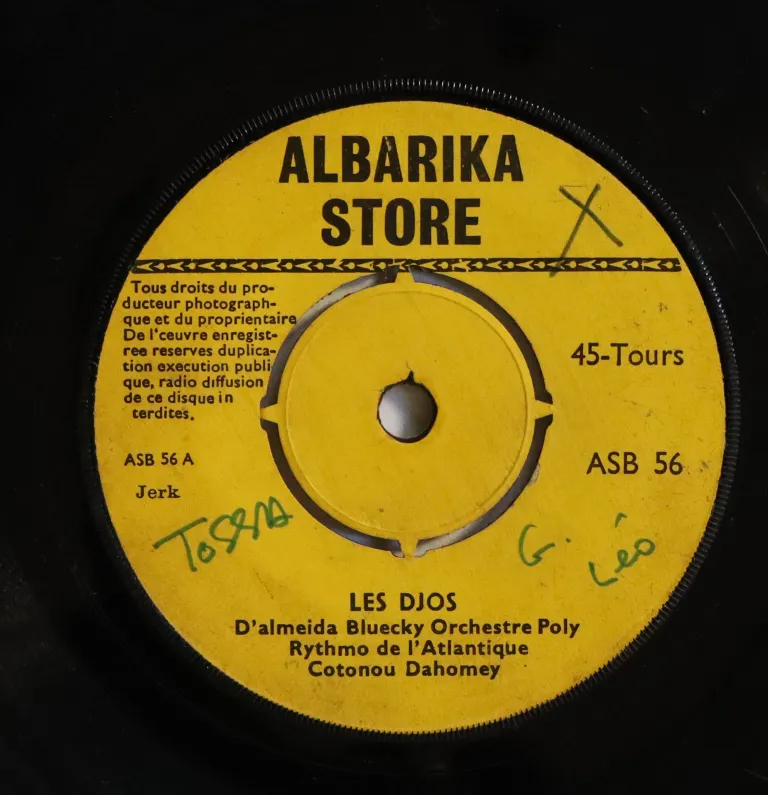 ALBARIKA
STORE
X
Tous droits du pro-
ducteur photograph-
que et du proprientaire
De l'œuvre enregist-
ree reserves duplica-
tion execution publi
que, radio diffusion
de ce disque in
terdites.
45-Tours
ASB 56 A
ASB 56
Jerk
TOSSA
G. Léo
LES DJOS
D'almeida Bluecky Orchestre Poly
Rythmo de l'Atlantique
Cotonou Dahomey